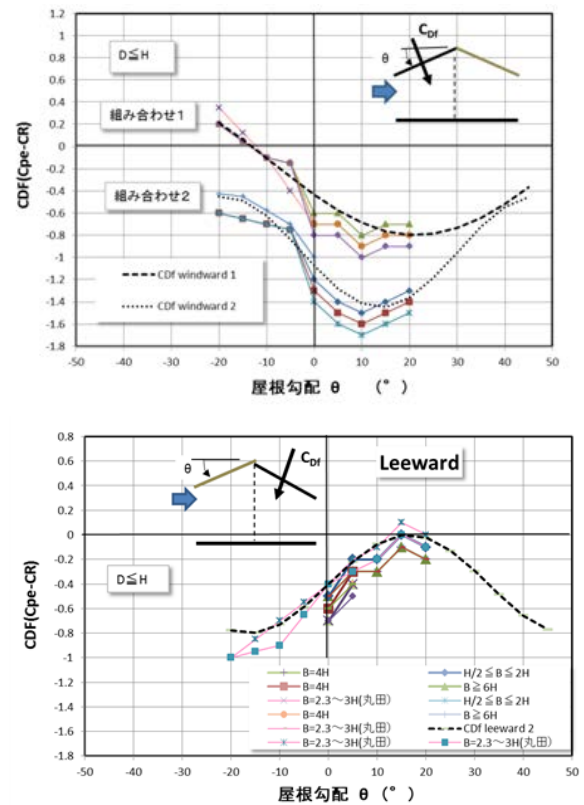 1.2
1
0.8
0.6
0.4
0.2
0
-0.2
-0.4
-0.6
-0.8
-1
-1.2
-1.4
-1.6
-1.8
CDF(Cpe-CR)
D≦H
θ
CDf
組み合わせ1
組み合わせ2
CDf windward 1
CDf windward 2
-20 -10 0 10 20 30 40 50
屋根勾配 θ （°）
0.8
0.6
0.4
0.2
0
-0.2
-0.4
-0.6
-0.8
-1
-1.2
-1.4
-1.6
-1.8
CDF(Cpe-CR)
θ
CDf
Leeward
D≦H
B=4H H/2≦B≦2H
B=4H B≧6H
B=2.3～3H(丸田) H/2≦B≦2H
B=4H B≧6H
B=2.3～3H(丸田) CDf leeward 2
B=2.3～3H(丸田) B=2.3～3H(丸田)
-50 -40 -30 -20 -10 0 10 20 30 40 50
屋根勾配 θ （°）